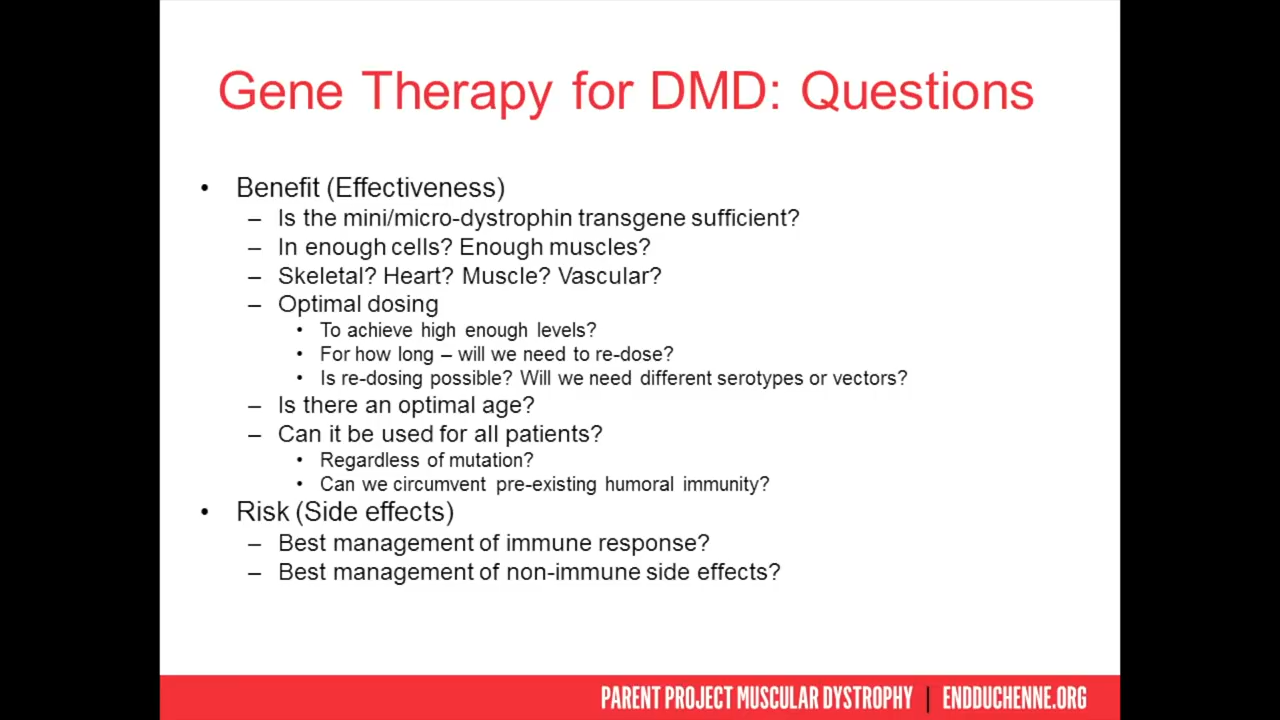 Gene Therapy for DMD: Questions
• Benefit (Effectiveness)
– Is the mini/micro-dystrophin transgene sufficient?
– In enough cells? Enough muscles?
– Skeletal? Heart? Muscle? Vascular?
– Optimal dosing
• To achieve high enough levels?
• For how long – will we need to re-dose?
• Is re-dosing possible? Will we need different serotypes or vectors?
– Is there an optimal age?
– Can it be used for all patients?
• Regardless of mutation?
• Can we circumvent pre-existing humoral immunity?
• Risk (Side effects)
– Best management of immune response?
– Best management of non-immune side effects?
PARENT PROJECT MUSCULAR DYSTROPHY | ENDDUCHENNE.ORG